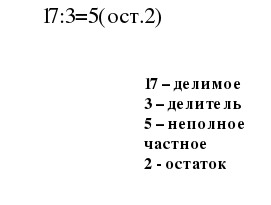 17:3=5(ост.2)
17 – делимое
3 – делитель
5 – неполное
частное
2 - остаток